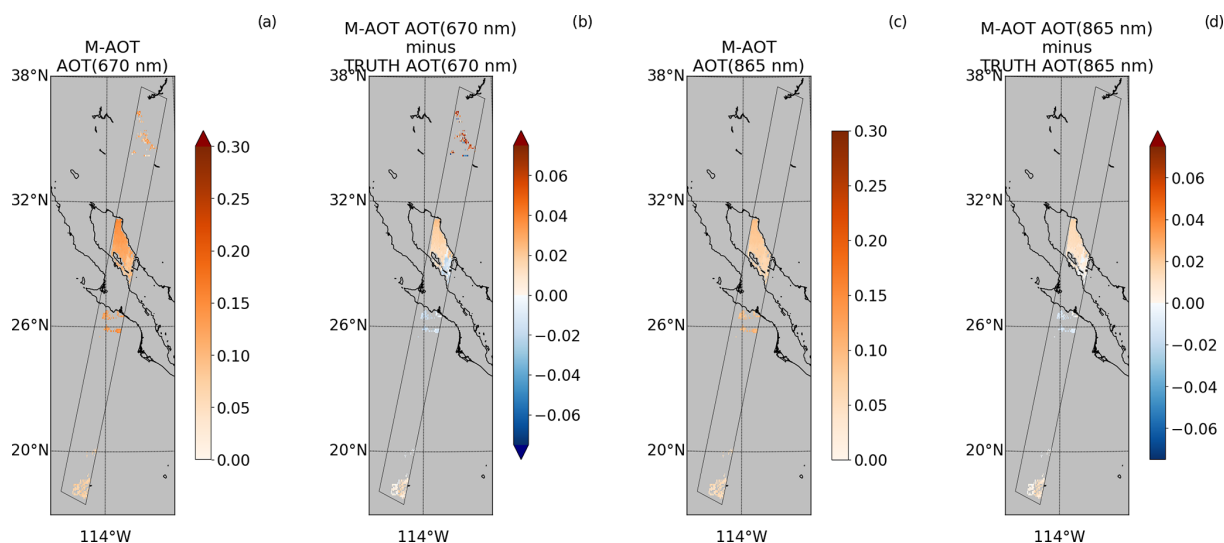 (a)
M-AOT
AOT(670 nm)
38°N
32°N
26°N
20°N
114°W
0.30
0.25
0.20
0.15
0.10
0.05
0.00
(b)
M-AOT AOT(670 nm)
minus
TRUTH AOT(670 nm)
0.06
0.04
0.02
0.00
−0.02
−0.04
−0.06
(c)
M-AOT
AOT(865 nm)
38°N
32°N
26°N
20°N
114°W
0.30
0.25
0.20
0.15
0.10
0.05
0.00
(d)
M-AOT AOT(865 nm)
minus
TRUTH AOT(865 nm)
38°N
32°N
26°N
20°N
114°W
0.06
0.04
0.02
0.00
−0.02
−0.04
−0.06
38°N
32°N
26°N
20°N
114°W